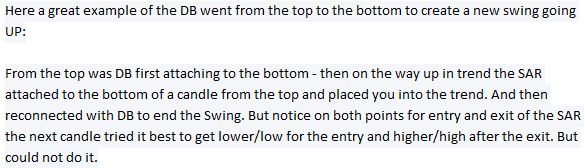 Here a great example of the DB went from the top to the bottom to create a new swing going
UP:
From the top was DB first attaching to the bottom - then on the way up in trend the SAR
attached to the bottom of a candle from the top and placed you into the trend. And then
reconnected with DB to end the Swing. But notice on both points for entry and exit of the SAR
the next candle tried it best to get lower/low for the entry and higher/high after the exit. But
could not do it.